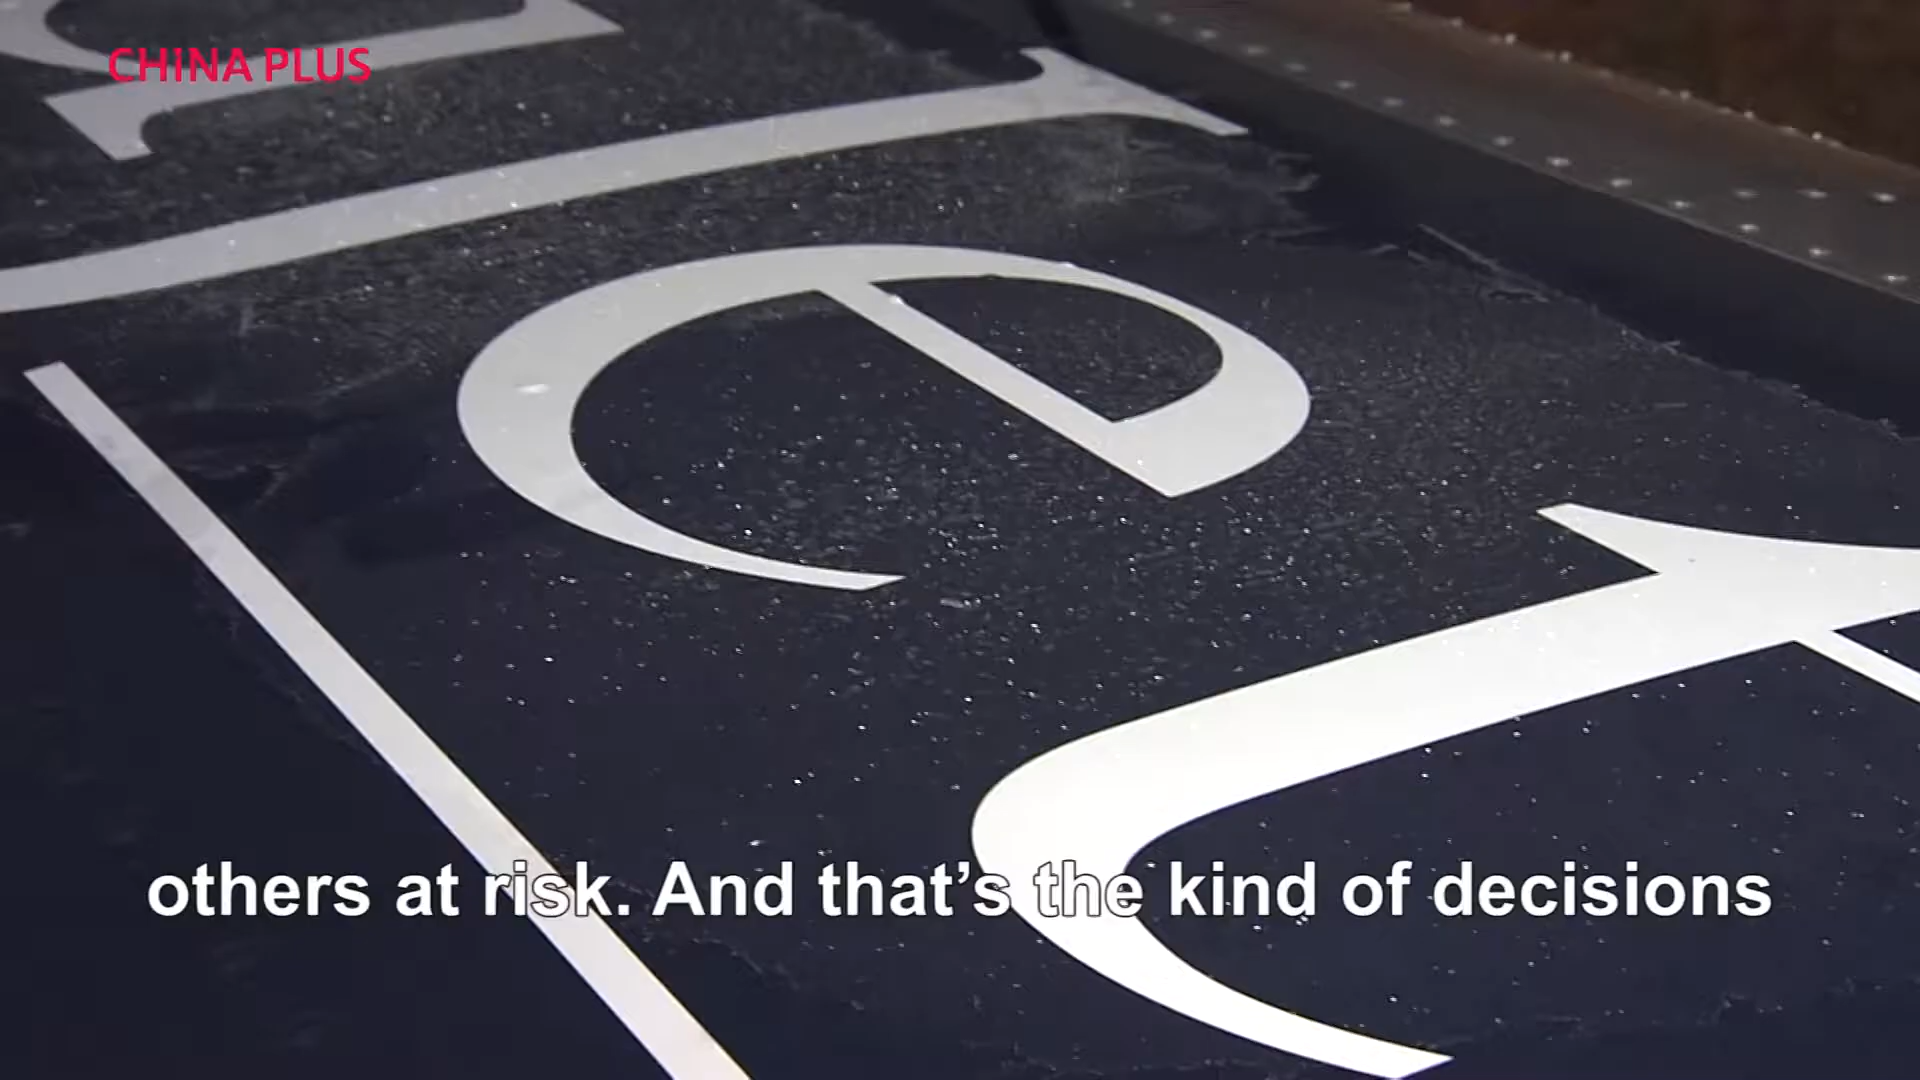 CHINA PLUS
others at risk. And that’s the kind of decisions